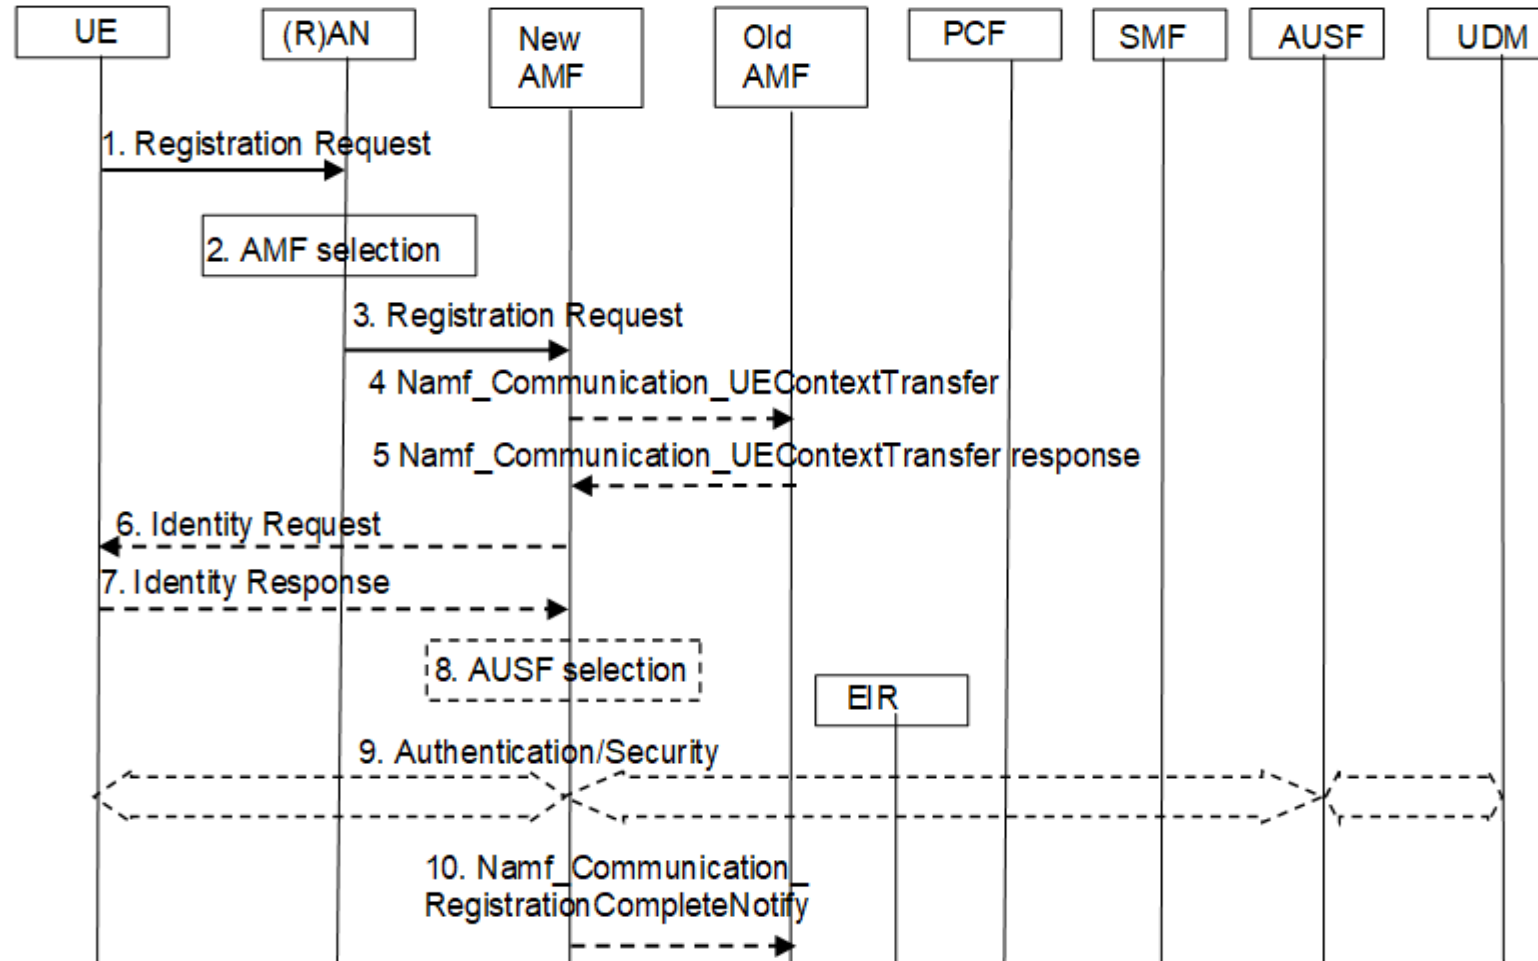 UE
(R)AN
New
AMF
Old
AMF
PCF
SMF
AUSF
UDM
1. Registration Request
2. AMF selection
3. Registration Request
4 Namf_Communication_UEContextTransfer
5 Namf_Communication_UEContextTransfer response
6. Identity Request
7. Identity Response
8. AUSF selection
EIR
9. Authentication/Security
10. Namf_Communication_
RegistrationCompleteNotify